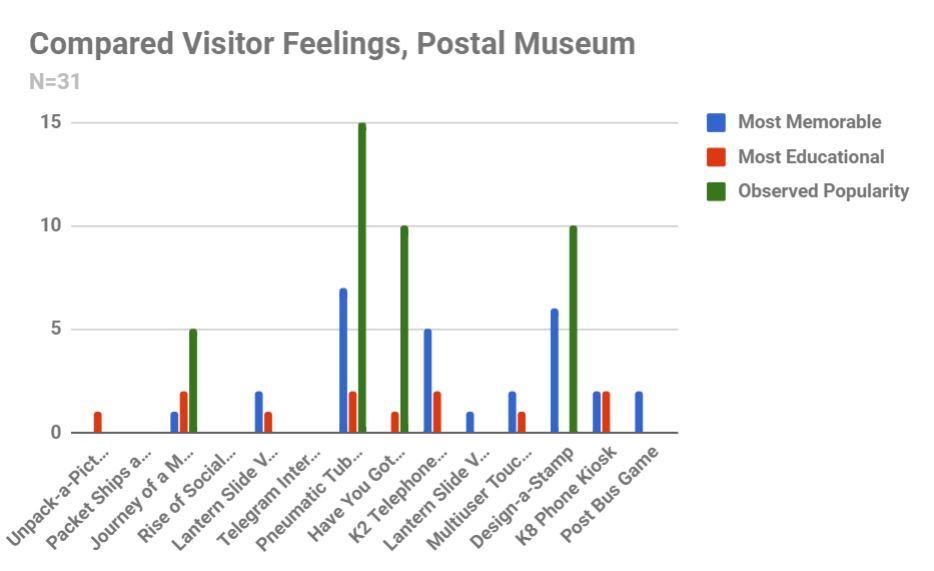 Compared Visitor Feelings, Postal Museum
N=31
15
10
5
0
Most Memorable
Most Educational
Observed Popularity
Unpack-a-Pict...
Packet Ships a...
Journey of a M...
Rise of Social...
Lantern Slide V...
Telegram Inter...
Pneumatic Tub...
Have You Got...
K2 Telephone...
Lantern Slide V...
Multiuser Touc...
Design-a-Stamp
K8 Phone Kiosk
Post Bus Game